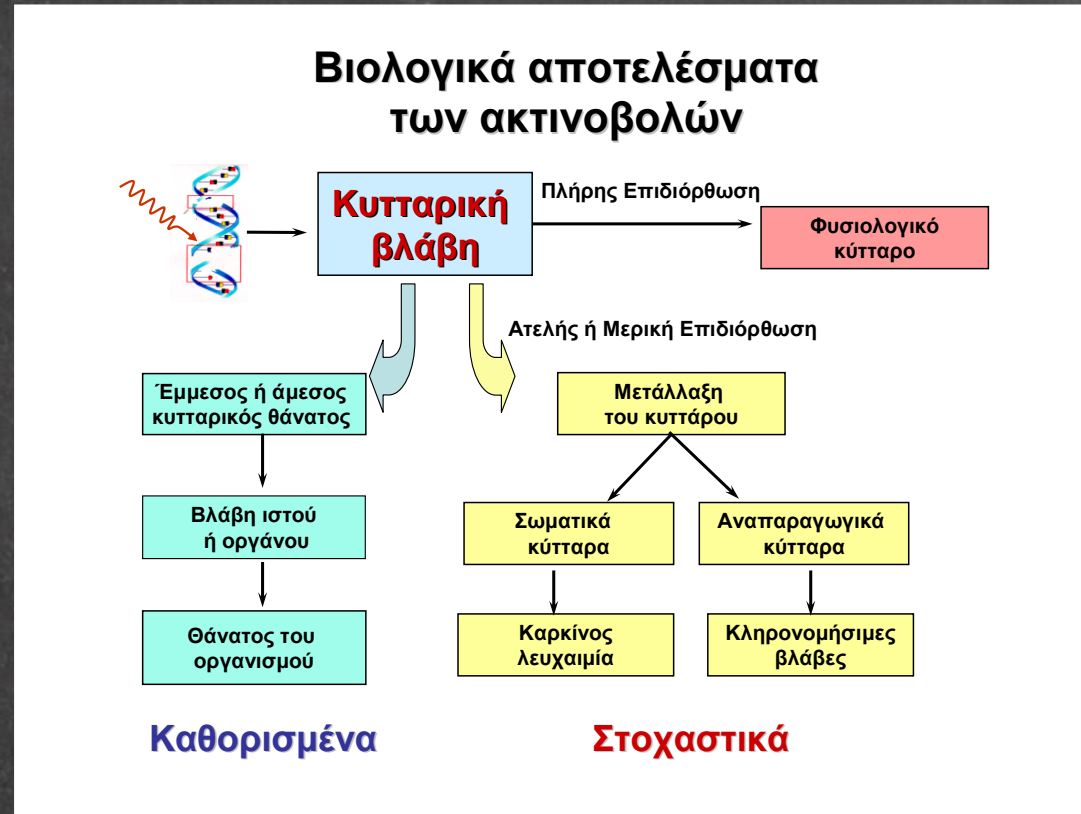 Βιολογικά αποτελέσματα
των ακτινοβολών
Κυτταρική
βλάβη
Πλήρης Επιδιόρθωση
Φυσιολογικό
κύτταρο
Ατελής ή Μερική Επιδιόρθωση
Έμμεσος ή άμεσος
κυτταρικός θάνατος
Μετάλλαξη
του κυττάρου
Βλάβη ιστού
ή οργάνου
Σωματικά
κύτταρα
Αναπαραγωγικά
κύτταρα
Θάνατος του
οργανισμού
Καρκίνος
λευχαιμία
Κληρονομήσιμες
βλάβες
Καθορισμένα
Στοχαστικά